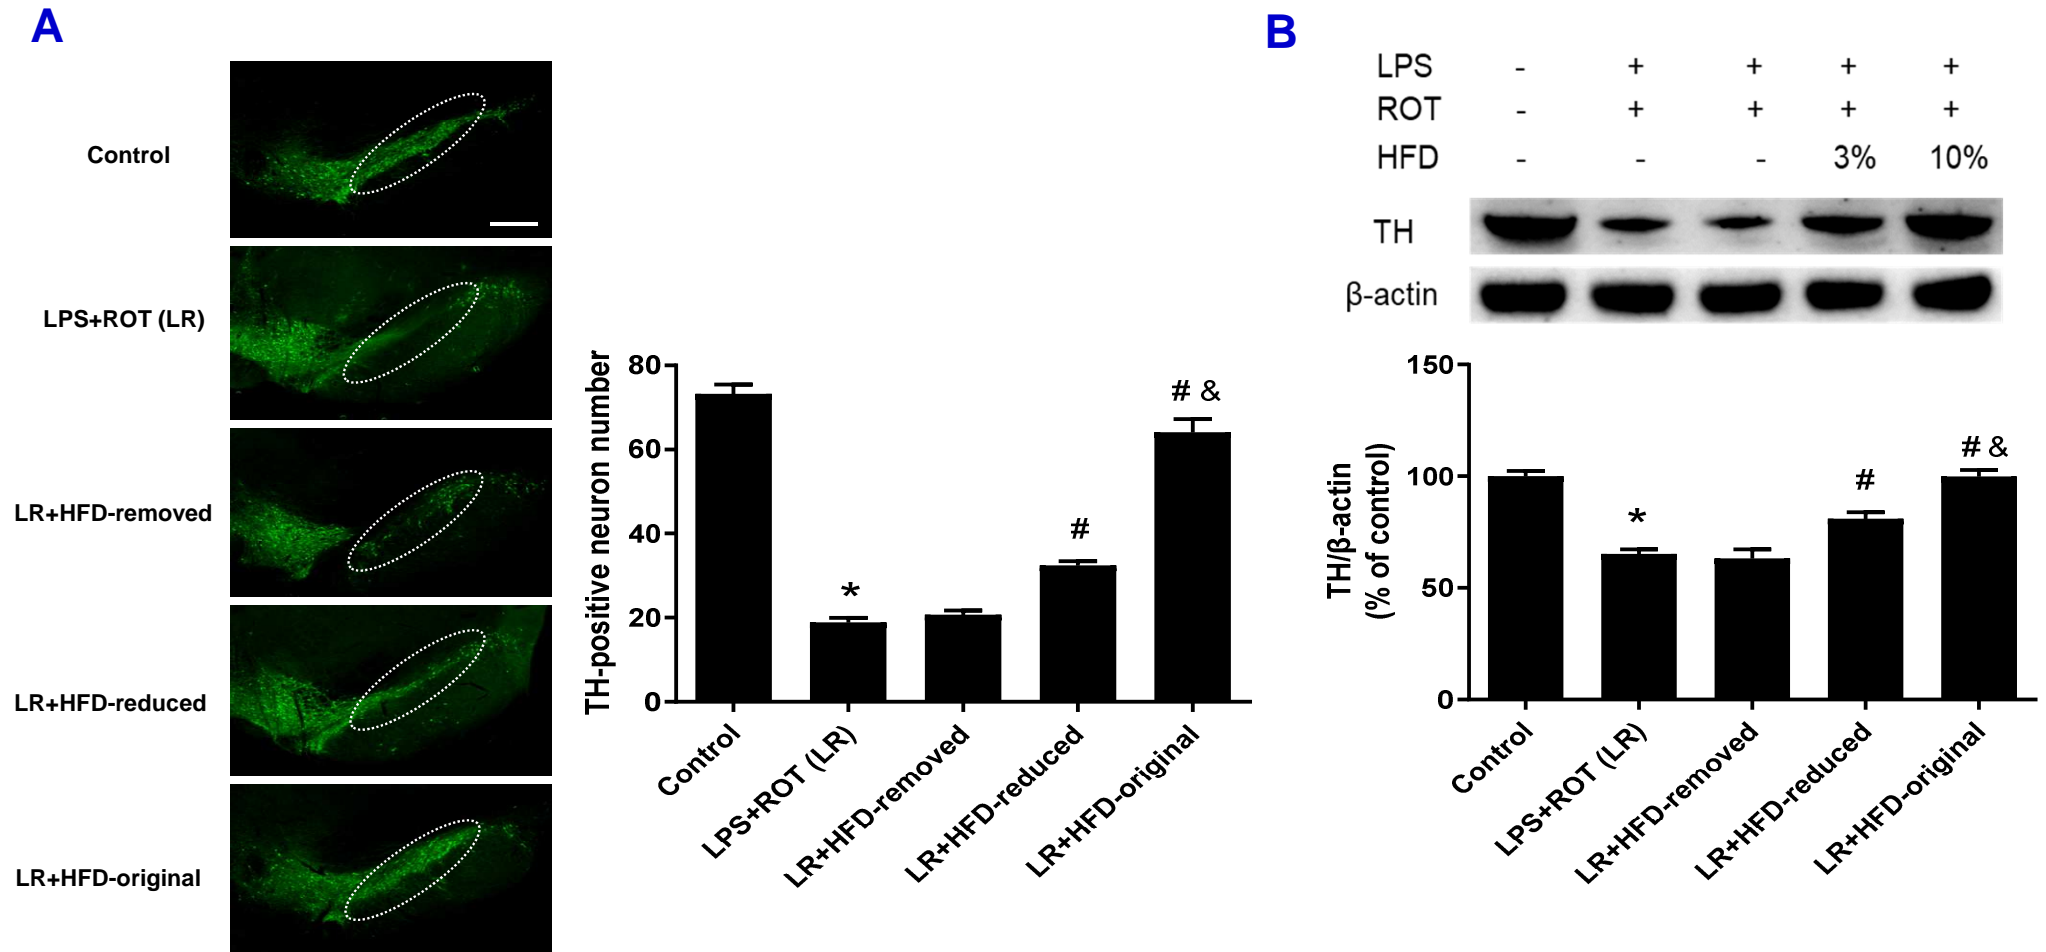 A
Control
LPS+ROT (LR)
LR+HFD-removed
LR+HFD-reduced
LR+HFD-original
TH-positive neuron number
80
60
40
20
0
*
#
# &
Control
LPS+ROT (LR)
LR+HFD-removed
LR+HFD-reduced
LR+HFD-original
B
LPS - + + + +
ROT - + + + +
HFD - - - 3% 10%
TH
β-actin
TH/β-actin
(% of control)
150
100
50
0
*
#
# &
Control
LPS+ROT (LR)
LR+HFD-removed
LR+HFD-reduced
LR+HFD-original